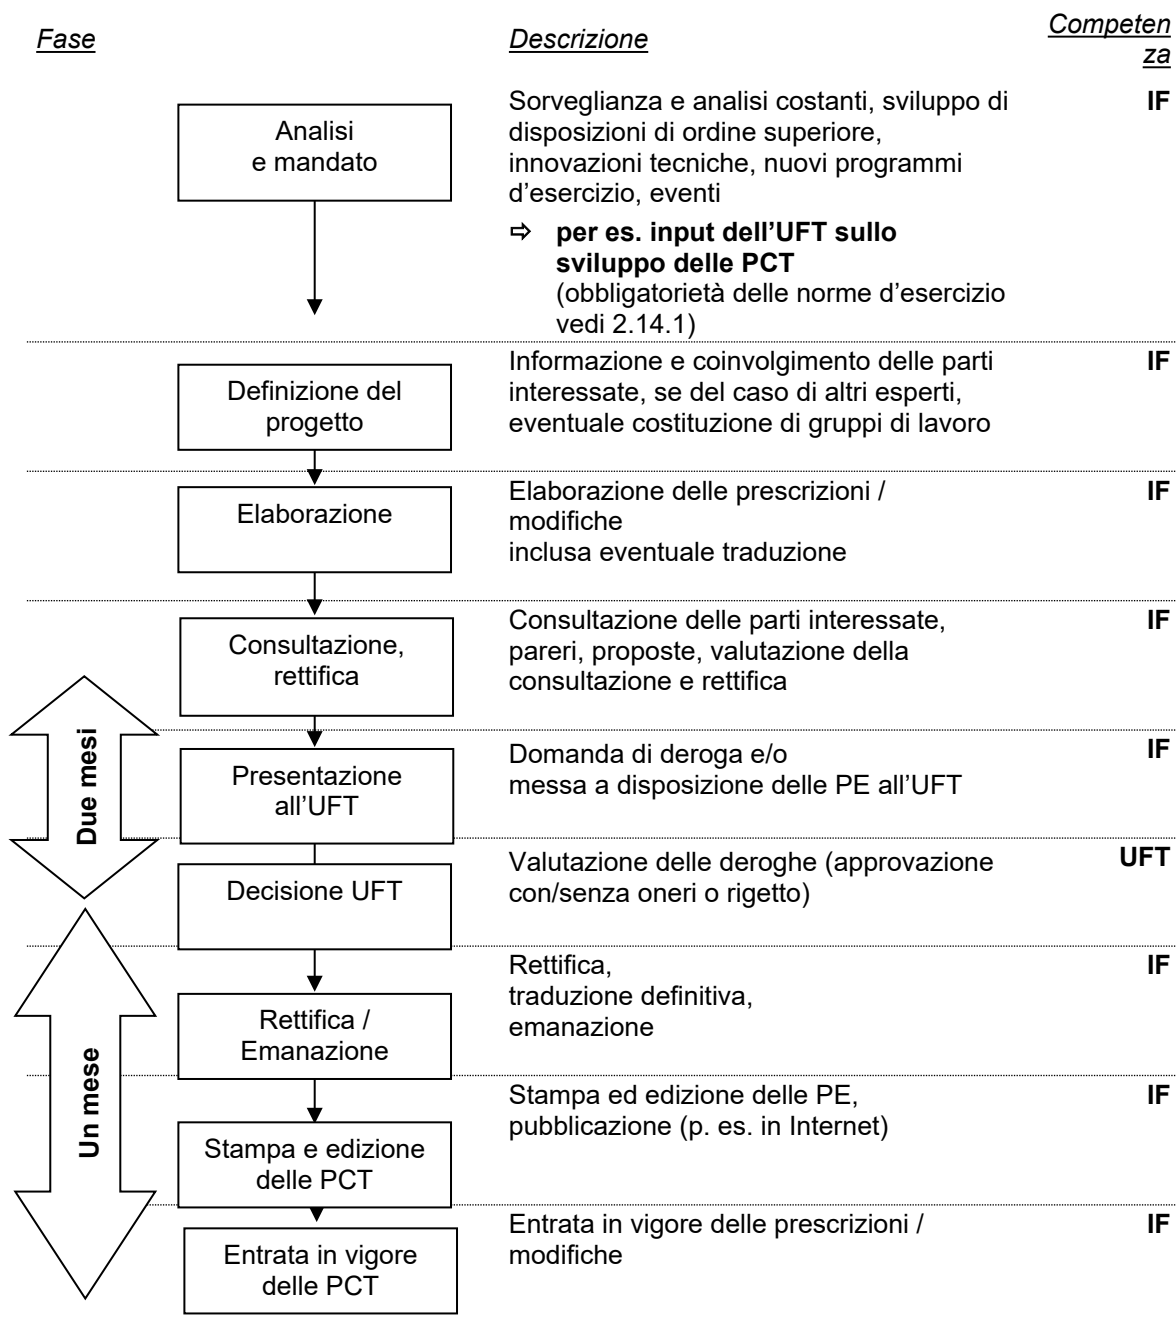 Fase
Descrizione
Competen
za
Analisi
e mandato
Sorveglianza e analisi costanti, sviluppo di
disposizioni di ordine superiore,
innovazioni tecniche, nuovi programmi
d'esercizio, eventi
⇨ per es. input dell'UFT sullo
sviluppo delle PCT
(obbligatorietà delle norme d'esercizio
vedi 2.14.1)
IF
Definizione del
progetto
Informazione e coinvolgimento delle parti
interessate, se del caso di altri esperti,
eventuale costituzione di gruppi di lavoro
IF
Elaborazione
Elaborazione delle prescrizioni /
modifiche
inclusa eventuale traduzione
IF
Consultazione,
rettifica
Consultazione delle parti interessate,
pareri, proposte, valutazione della
consultazione e rettifica
IF
Due mesi
Presentazione
all'UFT
Domanda di deroga e/o
messa a disposizione delle PE all'UFT
IF
Decisione UFT
Valutazione delle deroghe (approvazione
con/senza oneri o rigetto)
UFT
Un mese
Rettifica /
Emanazione
Rettifica,
traduzione definitiva,
emanazione
IF
Stampa e edizione
delle PCT
Stampa ed edizione delle PE,
pubblicazione (p. es. in Internet)
IF
Entrata in vigore
delle PCT
Entrata in vigore delle prescrizioni /
modifiche
IF